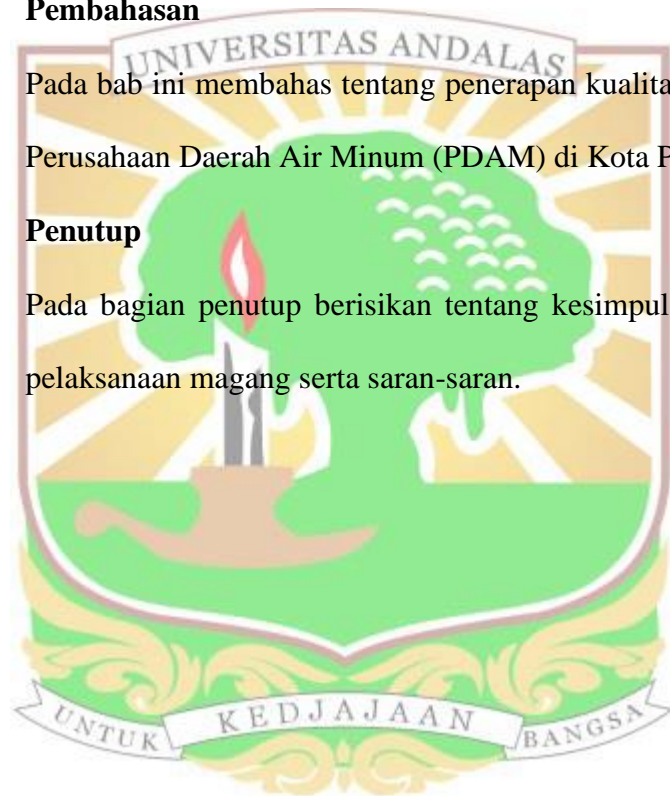 Pembahasan
UNIVERSITAS ANDALAS
Pada bab ini membahas tentang penerapan kualita
Perusahaan Daerah Air Minum (PDAM) di Kota P
Penutup
Pada bagian penutup berisikan tentang kesimpul
pelaksanaan magang serta saran-saran.
UNTUK KEDJAJAAN BANGSA